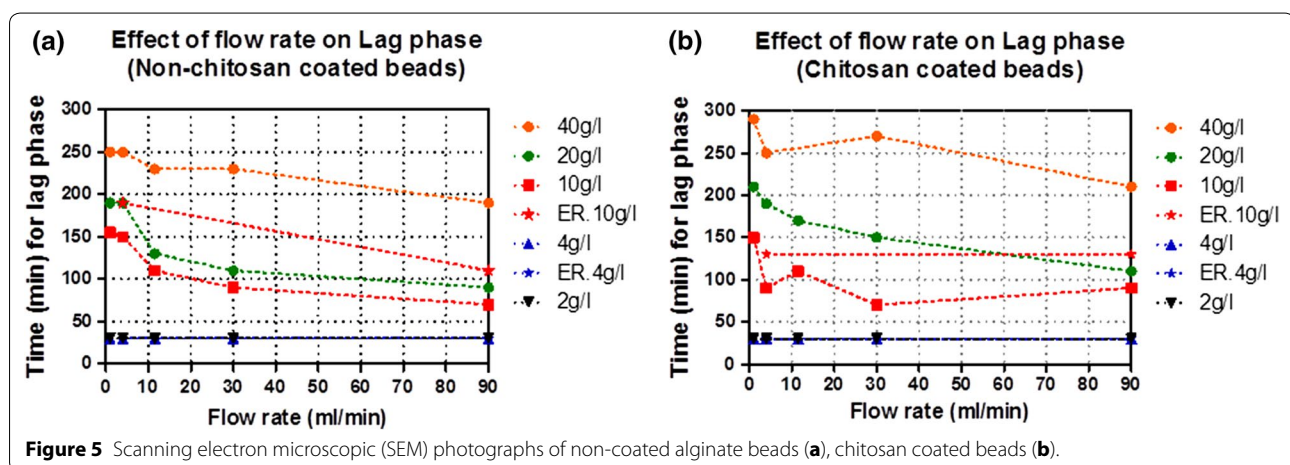 (a) Effect of flow rate on Lag phase
(Non-chitosan coated beads)
300
250
200
150
100
50
0
Time (min) for lag phase
0 10 20 30 40 50 60 70 80 90
Flow rate (ml/min)
40g/l
20g/l
10g/l
ER. 10g/l
4g/l
ER. 4g/l
2g/l
(b) Effect of flow rate on Lag phase
(Chitosan coated beads)
300
250
200
150
100
50
0
Time (min) for lag phase
0 10 20 30 40 50 60 70 80 90
Flow rate (ml/min)
40g/l
20g/l
10g/l
ER. 10g/l
4g/l
ER. 4g/l
2g/l
Figure 5 Scanning electron microscopic (SEM) photographs of non-coated alginate beads (a), chitosan coated beads (b).